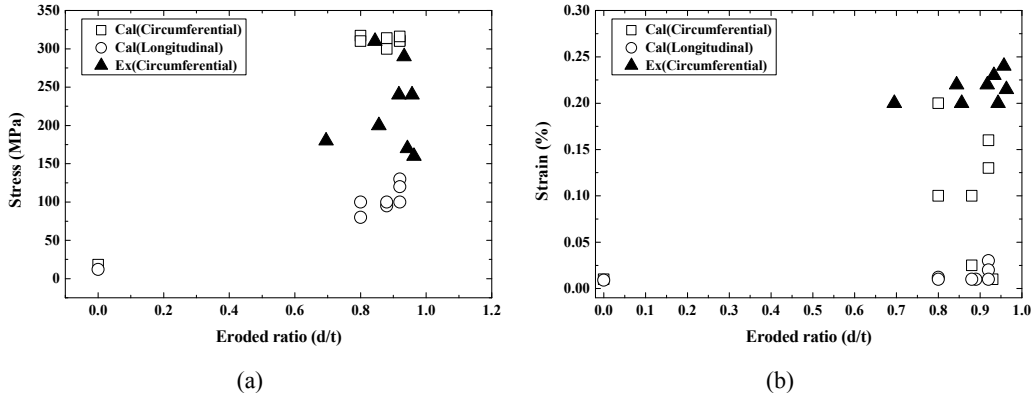 350
300
250
200
150
100
50
0
Stress (MPa)
Cal(Circumferential)
Cal(Longitudinal)
Ex(Circumferential)
0.0 0.2 0.4 0.6 0.8 1.0 1.2
Eroded ratio (d/t)
(a)
0.30
0.25
0.20
0.15
0.10
0.05
0.00
Strain (%)
Cal(Circumferential)
Cal(Longitudinal)
Ex(Circumferential)
0.0 0.1 0.2 0.3 0.4 0.5 0.6 0.7 0.8 0.9 1.0
Eroded ratio (d/t)
(b)